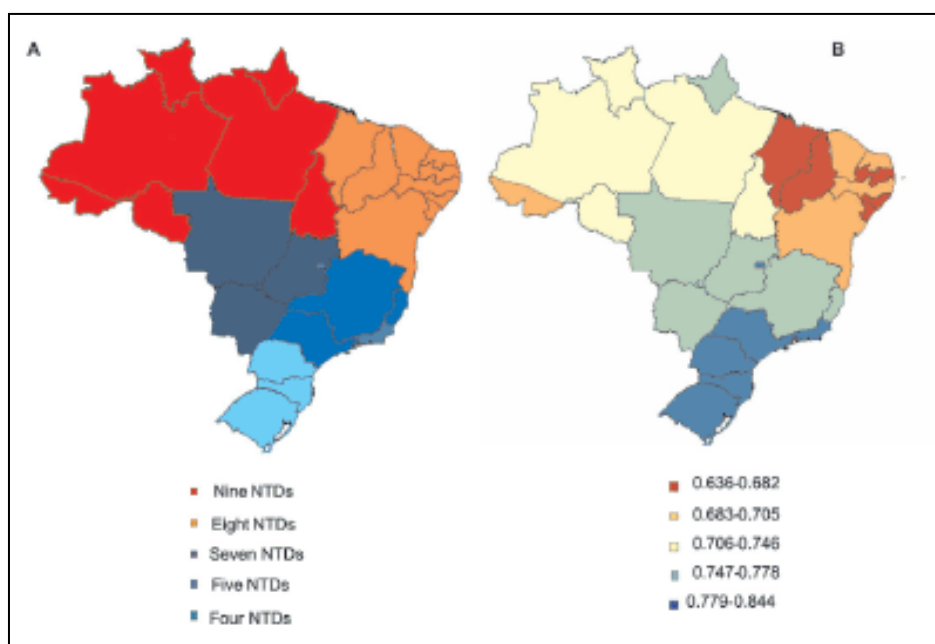 A
B
Nine NTDs
Eight NTDs
Seven NTDs
Five NTDs
Four NTDs
0.636-0.682
0.683-0.705
0.706-0.746
0.747-0.778
0.779-0.844